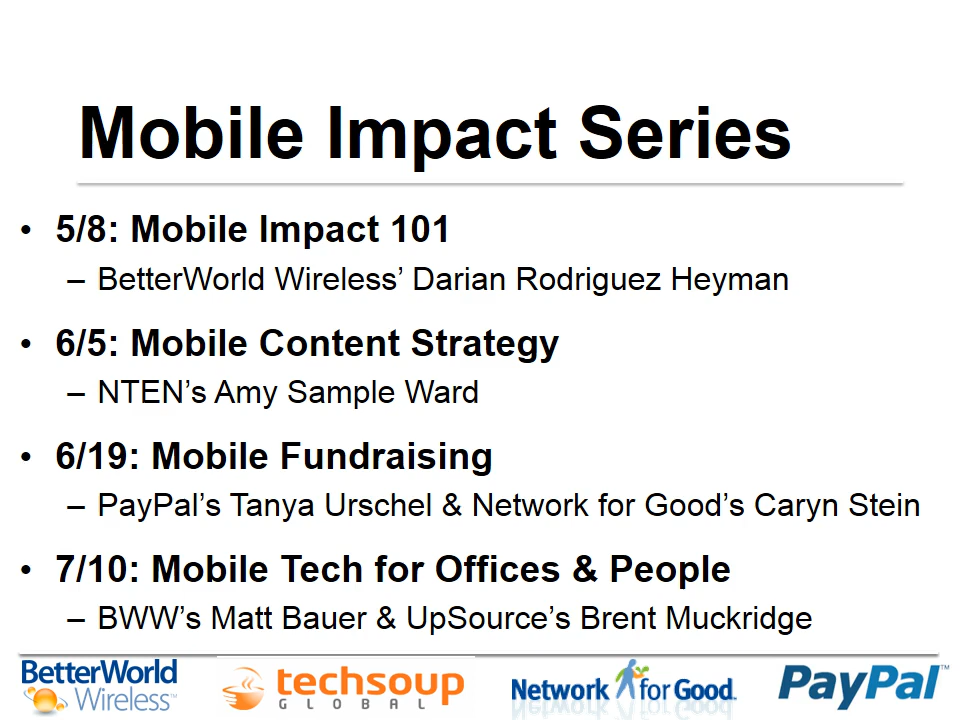 Mobile Impact Series
• 5/8: Mobile Impact 101
– BetterWorld Wireless’ Darian Rodriguez Heyman
• 6/5: Mobile Content Strategy
– NTEN’s Amy Sample Ward
• 6/19: Mobile Fundraising
– PayPal’s Tanya Urschel & Network for Good’s Caryn Stein
• 7/10: Mobile Tech for Offices & People
– BWW’s Matt Bauer & UpSource’s Brent Muckridge
BetterWorld
Wireless™
techsoup
GLOBAL
Network for Good.
PayPal™